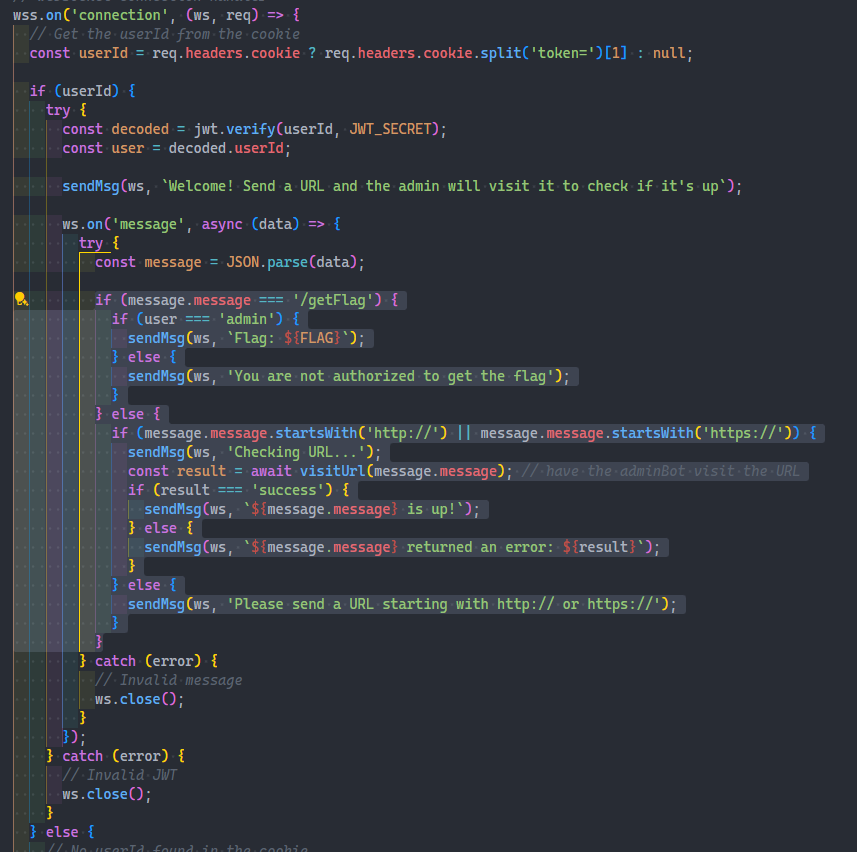 wss.on('connection', (ws, req) => {
// Get the userId from the cookie
const userId = req.headers.cookie ? req.headers.cookie.split('token=')[1] : null;
if (userId) {
try {
const decoded = jwt.verify(userId, JWT_SECRET);
const user = decoded.userId;
sendMsg(ws, `Welcome! Send a URL and the admin will visit it to check if it's up`);
ws.on('message', async (data) => {
try {
const message = JSON.parse(data);
if (message.message === '/getFlag') {
if (user === 'admin') {
sendMsg(ws, `Flag: ${FLAG}`);
} else {
sendMsg(ws, 'You are not authorized to get the flag');
}
} else {
if (message.message.startsWith('http://') || message.message.startsWith('https://')) {
sendMsg(ws, 'Checking URL...');
const result = await visitUrl(message.message); // have the adminBot visit the URL
if (result === 'success') {
sendMsg(ws, `${message.message} is up!`);
} else {
sendMsg(ws, `${message.message} returned an error: ${result}`);
}
} else {
sendMsg(ws, 'Please send a URL starting with http:// or https://');
}
}
} catch (error) {
// Invalid message
ws.close();
}
});
} catch (error) {
// Invalid JWT
ws.close();
}
} else {
// No userId found in the cookie